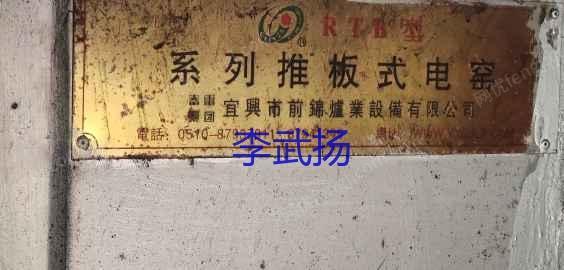 RTB型
系列推板式电窑
宜興市前錦爐業設備有限公司
電話: 0510-879
李武扬